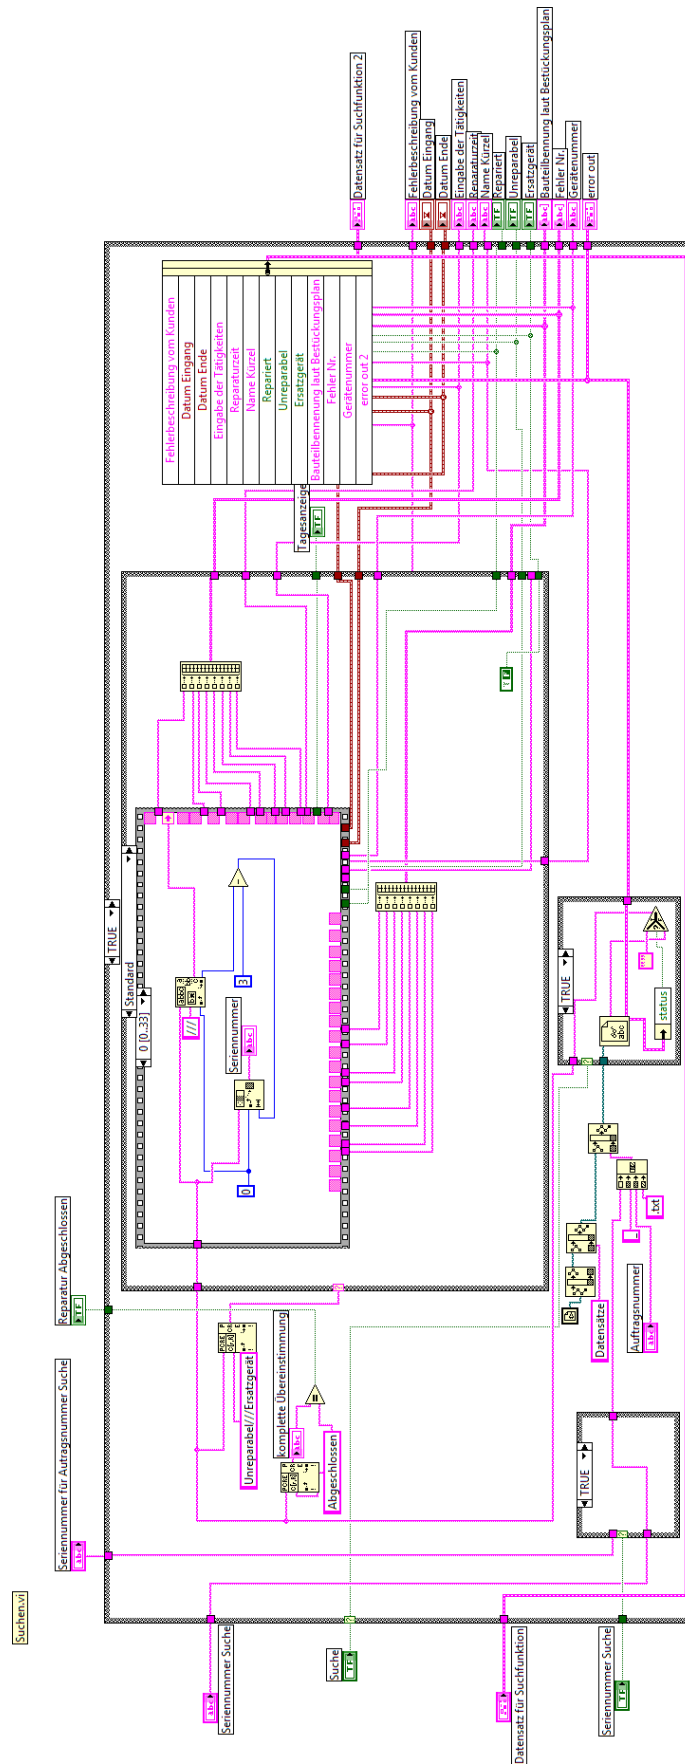 Suchen.vi
Seriennummer für Autragsnummer Suche
Reparatur Abgeschlossen
Seriennummer Suche
Suche
Datensatz für Suchfunktion
Seriennummer Suche
TRUE
Standard
0 [0..33]
///
Seriennummer
0
3
Unreparabel///Ersatzgerät
komplette Übereinstimmung
Abgeschlossen
Tagesanzeige
Fehlerbeschreibung vom Kunden
Datum Eingang
Datum Ende
Eingabe der Tätigkeiten
Reparaturzeit
Name Kürzel
Repariert
Unreparabel
Ersatzgerät
Bauteilbennenung laut Bestückungsplan
Fehler Nr.
Gerätenummer
error out 2
Datensatz für Suchfunktion 2
Fehlerbeschreibung vom Kunden
Datum Eingang
Datum Ende
Eingabe der Tätigkeiten
Reparaturzeit
Name Kürzel
Repariert
Unreparabel
Ersatzgerät
Bauteilbennung laut Bestückungsplan
Fehler Nr.
Gerätenummer
error out
TRUE
Datensätze
Auftragsnummer
_
.txt
TRUE
status